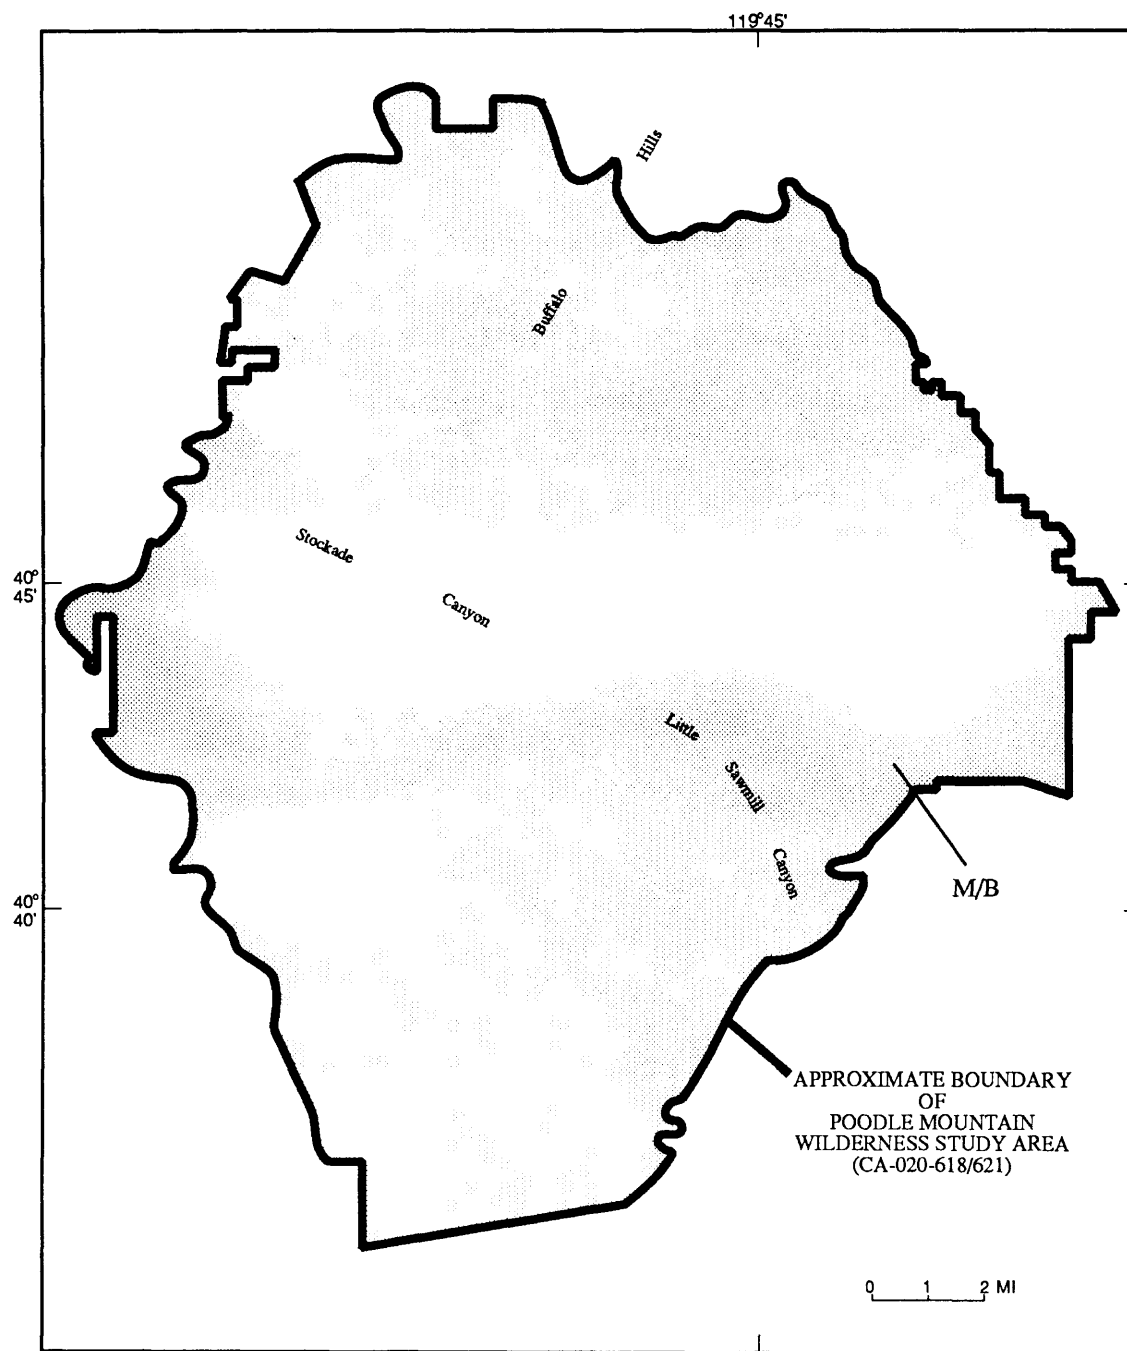 119°45'
Hills
Buffalo
Stockade
Canyon
40°
45'
Little
Sawmill
Canyon
M/B
40°
40'
APPROXIMATE BOUNDARY
OF
POODLE MOUNTAIN
WILDERNESS STUDY AREA
(CA-020-618/621)
0 1 2 MI